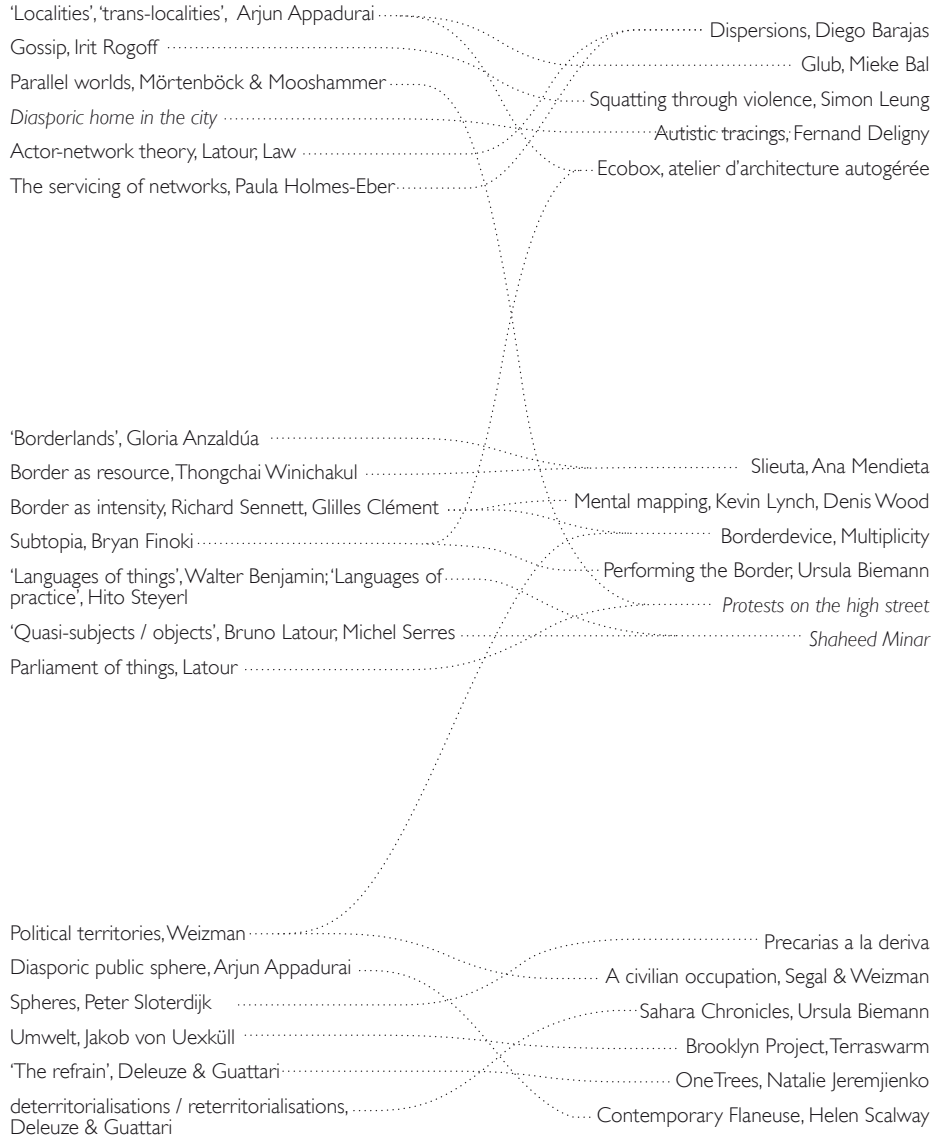 ‘Localities’, ‘trans-localities’, Arjun Appadurai
Gossip, Irit Rogoff
Parallel worlds, Mörtenböck & Mooshammer
Diasporic home in the city
Actor-network theory, Latour, Law
The servicing of networks, Paula Holmes-Eber
Dispersions, Diego Barajas
Glub, Mieke Bal
Squatting through violence, Simon Leung
Autistic tracings, Fernand Deligny
Ecobox, atelier d’architecture autogérée
‘Borderlands’, Gloria Anzaldúa
Border as resource, Thongchai Winichakul
Border as intensity, Richard Sennett, Glilles Clément
Subtopia, Bryan Finoki
‘Languages of things’, Walter Benjamin; ‘Languages of
practice’, Hito Steyerl
‘Quasi-subjects / objects’, Bruno Latour, Michel Serres
Parliament of things, Latour
Slieuta, Ana Mendieta
Mental mapping, Kevin Lynch, Denis Wood
Borderdevice, Multiplicity
Performing the Border, Ursula Biemann
Protests on the high street
Shaheed Minar
Political territories, Weizman
Diasporic public sphere, Arjun Appadurai
Spheres, Peter Sloterdijk
Umwelt, Jakob von Uexküll
‘The refrain’, Deleuze & Guattari
deterritorialisations / reterritorialisations,
Deleuze & Guattari
Precarias a la deriva
A civilian occupation, Segal & Weizman
Sahara Chronicles, Ursula Biemann
Brooklyn Project, Terraswarm
OneTrees, Natalie Jeremjienko
Contemporary Flaneuse, Helen Scalway